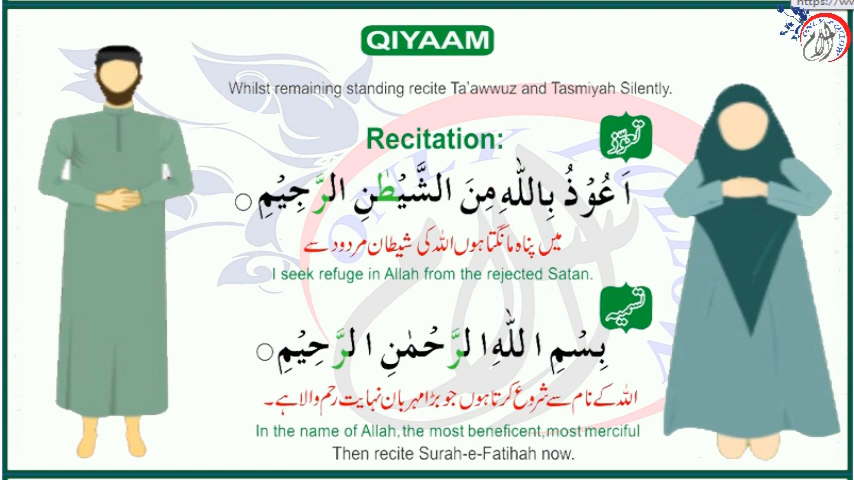 https://ww
QIYAAM
Whilst remaining standing recite Ta'awwuz and Tasmiyah Silently.
تعوذ
Recitation:
اَعُوْذُ بِاللّٰهِ مِنَ الشَّيْطٰنِ الرَّجِيْمِ
میں پناہ مانگتا ہوں اللہ کی شیطان مردود سے
I seek refuge in Allah from the rejected Satan.
تسمیہ
بِسْمِ اللّٰهِ الرَّحْمٰنِ الرَّحِيْمِ
اللہ کے نام سے شروع کرتا ہوں جو بڑا مہربان نہایت رحم والا ہے۔
In the name of Allah, the most beneficent, most merciful
Then recite Surah-e-Fatihah now.